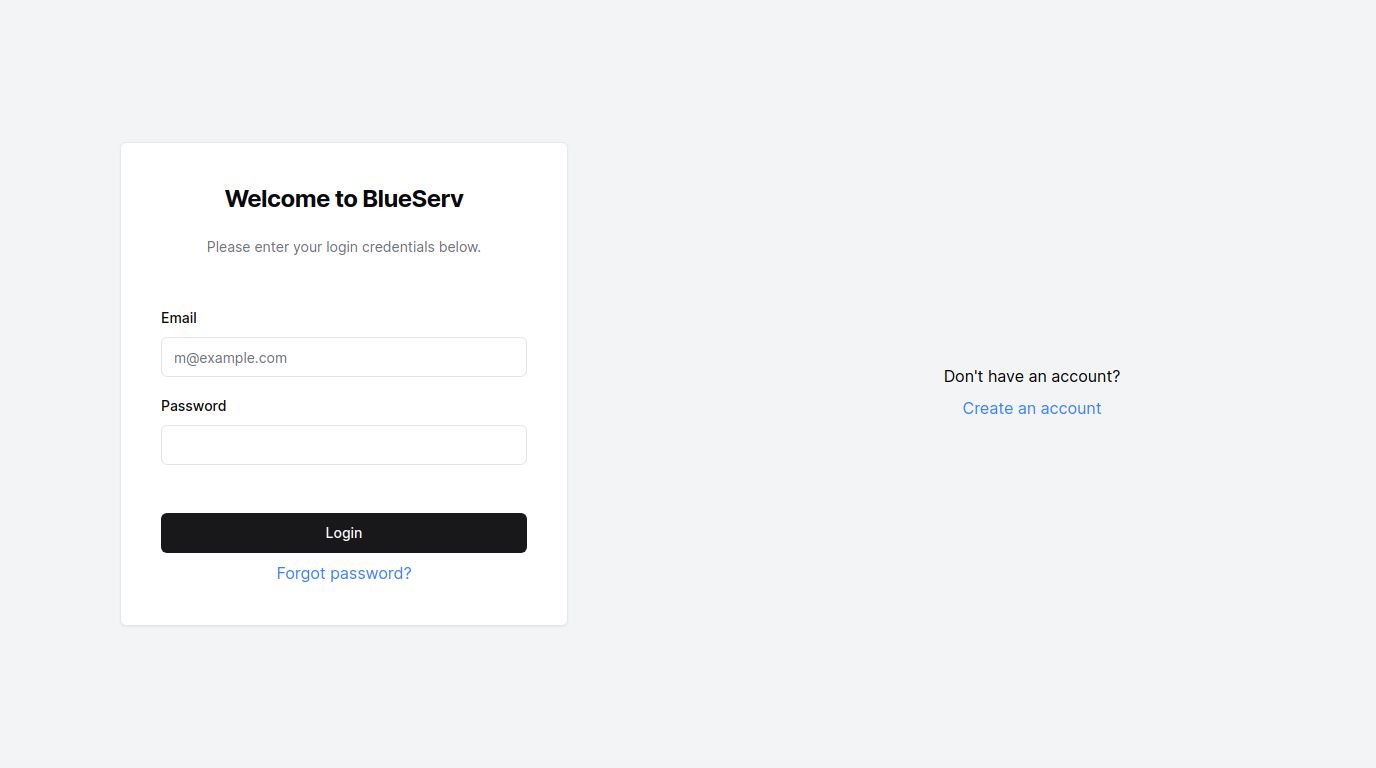 Welcome to BlueServ
Please enter your login credentials below.
Email
m@example.com
Password
Login
Forgot password?
Don't have an account?
Create an account